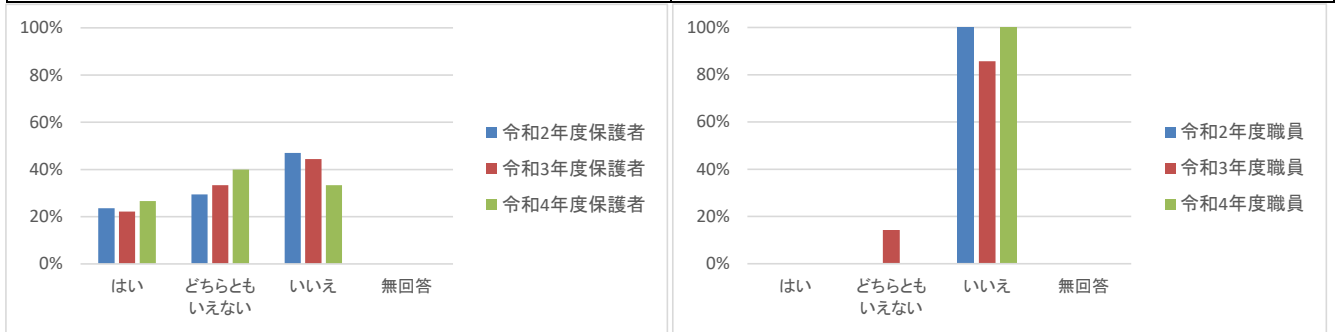 100%
80%
60%
40%
20%
0%
はい
どちらとも
いえない
いいえ
無回答
令和2年度保護者
令和3年度保護者
令和4年度保護者
100%
80%
60%
40%
20%
0%
はい
どちらとも
いえない
いいえ
無回答
令和2年度職員
令和3年度職員
令和4年度職員